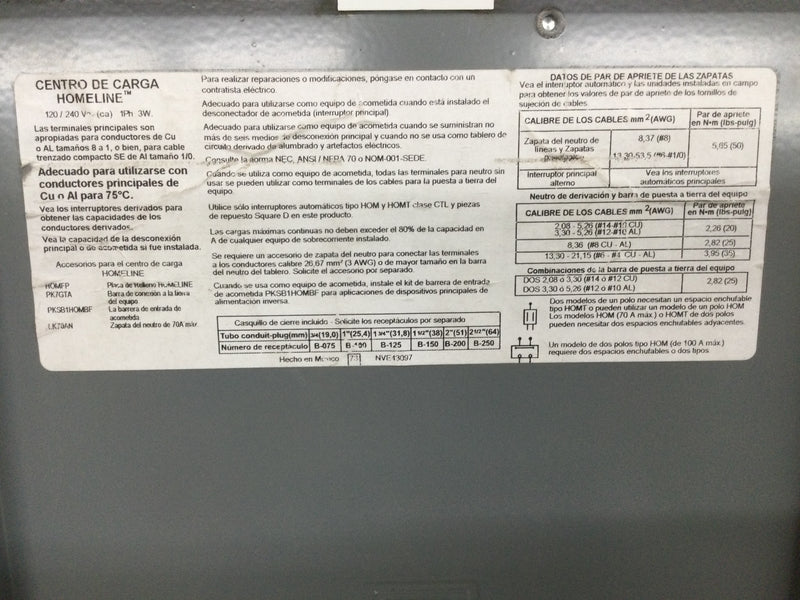 CENTRO DE CARGA
HOMELINE™
120 / 240 V~ (ca) 1Ph 3W.
Las terminales principales son
apropiadas para conductores de Cu
o AL tamaños 8 a 1, o bien, para cable
trenzado compacto SE de Al tamaño 1/0.
Adecuado para utilizarse con
conductores principales de
Cu o Al para 75°C.
Vea los interruptores derivados para
obtener las capacidades de los
conductores derivados.
Vea la capacidad de la desconexión
principal o de acometida si fue instalada.
Accesorios para el centro de carga
HOMELINE
HOMFP Placa de relleno HOMELINE
PK7GTA Barra de conexión a tierra
del equipo
PKSB1HOMBF La barrera de entrada de
acometida
LK70AN Zapata del neutro de 70A máx.
Para realizar reparaciones o modificaciones, póngase en contacto con un
contratista eléctrico.
Adecuado para utilizarse como equipo de acometida cuando está instalado el
desconectador de acometida (interruptor principal)
Adecuado para utilizarse como equipo de acometida cuando se suministran no
más de seis medios de desconexión principal y cuando no se usa como tablero de
circuito derivado de alumbrado y artefactos eléctricos.
Consulte la norma NEC, ANSI / NFPA 70 o NOM-001-SEDE.
Cuando se utiliza como equipo de acometida, todas las terminales para neutro sin
usar se pueden utilizar como terminales de los cables para la puesta a tierra del
equipo.
Utilice sólo interruptores automáticos tipo HOM y HOMT clase CTL y piezas
de repuesto Square D en este producto.
Las cargas máximas continuas no deben exceder el 80% de la capacidad en
A de cualquier equipo de sobrecorriente instalado.
Se requiere un accesorio de zapata del neutro para conectar las terminales
a los conductores calibre 26,67 mm² (3 AWG) o de mayor tamaño en la barra
del neutro del tablero. Solicite el accesorio por separado.
Cuando se usa como equipo de acometida, instale el kit de barrera de entrada
de acometida PKSB1HOMBF para aplicaciones de dispositivos principales de
alimentación inversa.
Casquillo de cierre incluido - Solicite los receptáculos por separado
Tubo conduit-plug(mm) 3/4(19,0) 1"(25,4) 1 1/4"(31,8) 1 1/2"(38) 2"(51) 2 1/2"(64)
Número de receptáculo B-075 B-100 B-125 B-150 B-200 B-250
Hecho en México 73 NVE43097
DATOS DE PAR DE APRIETE DE LAS ZAPATAS
Vea el interruptor automático y las unidades instaladas en campo
para obtener los valores de par de apriete de los tornillos de
sujeción de cables.
CALIBRE DE LOS CABLES mm 2(AWG) Par de apriete
en N•m (lbs-pulg)
Zapata del neutro de
líneas y Zapatas
principales 8,37 (#8)
13,30-53,5 (#6-#1/0) 5,65 (50)
Interruptor principal
alterno Vea los interruptores
automáticos principales
Neutro de derivación y barra de puesta a tierra del equipo
CALIBRE DE LOS CABLES mm 2(AWG) Par de apriete
en N•m (lbs-pulg)
2,08 - 5,26 (#14-#10 CU)
3,30 - 5,26 (#12-#10 AL) 2,26 (20)
8,36 (#8 CU - AL) 2,82 (25)
13,30 - 21,15 (#6 - #4 CU - AL) 3,95 (35)
Combinaciones de la barra de puesta a tierra del equipo
DOS 2,08 o 3,30 (#14 o #12 CU)
DOS 3,30 o 5,26 (#12 o #10 AL) 2,82 (25)
Dos modelos de un polo necesitan un espacio enchufable
tipo HOMT o pueden utilizar un modelo de un polo HOM
Los modelos HOM (70 A máx.) o HOMT de dos polos
pueden necesitar dos espacios enchufables adyacentes.
Un modelo de dos polos tipo HOM (de 100 A máx.)
requiere dos espacios enchufables o dos tipos